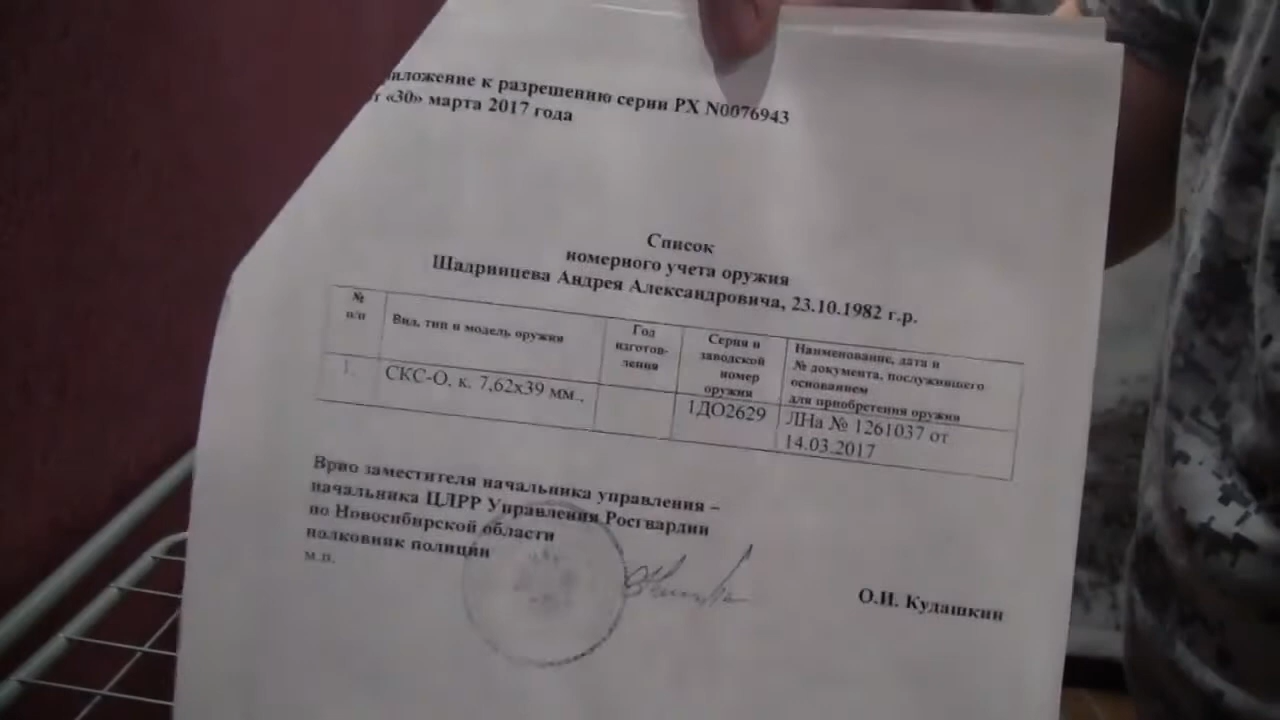 риложение к разрешению серии РХ N0076943
т «30» марта 2017 года
Список
номерного учета оружия
Шадринцева Андрея Александровича, 23.10.1982 г.р.
№
п/п
Вид, тип и модель оружия
Год
изготов-
ления
Серия и
заводской
номер
оружия
Наименование, дата и
№ документа, послужившего
основанием
для приобретения оружия
1.
СКС-О, к. 7,62х39 мм.,
1ДО2629
ЛНа № 1261037 от
14.03.2017
Врио заместителя начальника управления –
начальника ЦЛРР Управления Росгвардии
по Новосибирской области
полковник полиции
м.п.
О.И. Кудашкин